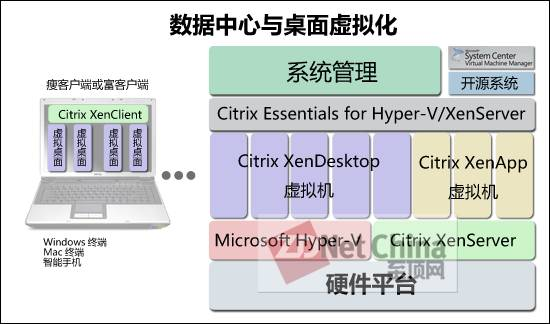 数据中心与桌面虚拟化
瘦客户端或富客户端
Citrix XenClient
虚拟桌面
虚拟桌面
虚拟桌面
虚拟桌面
Windows 终端
Mac 终端
智能手机
系统管理
Microsoft
System Center
Virtual Machine Manager
开源系统
Citrix Essentials for Hyper-V/XenServer
Citrix XenDesktop
虚拟机
Citrix XenApp
虚拟机
Microsoft Hyper-V
Citrix XenServer
ZDNet China
至顶网
硬件平台